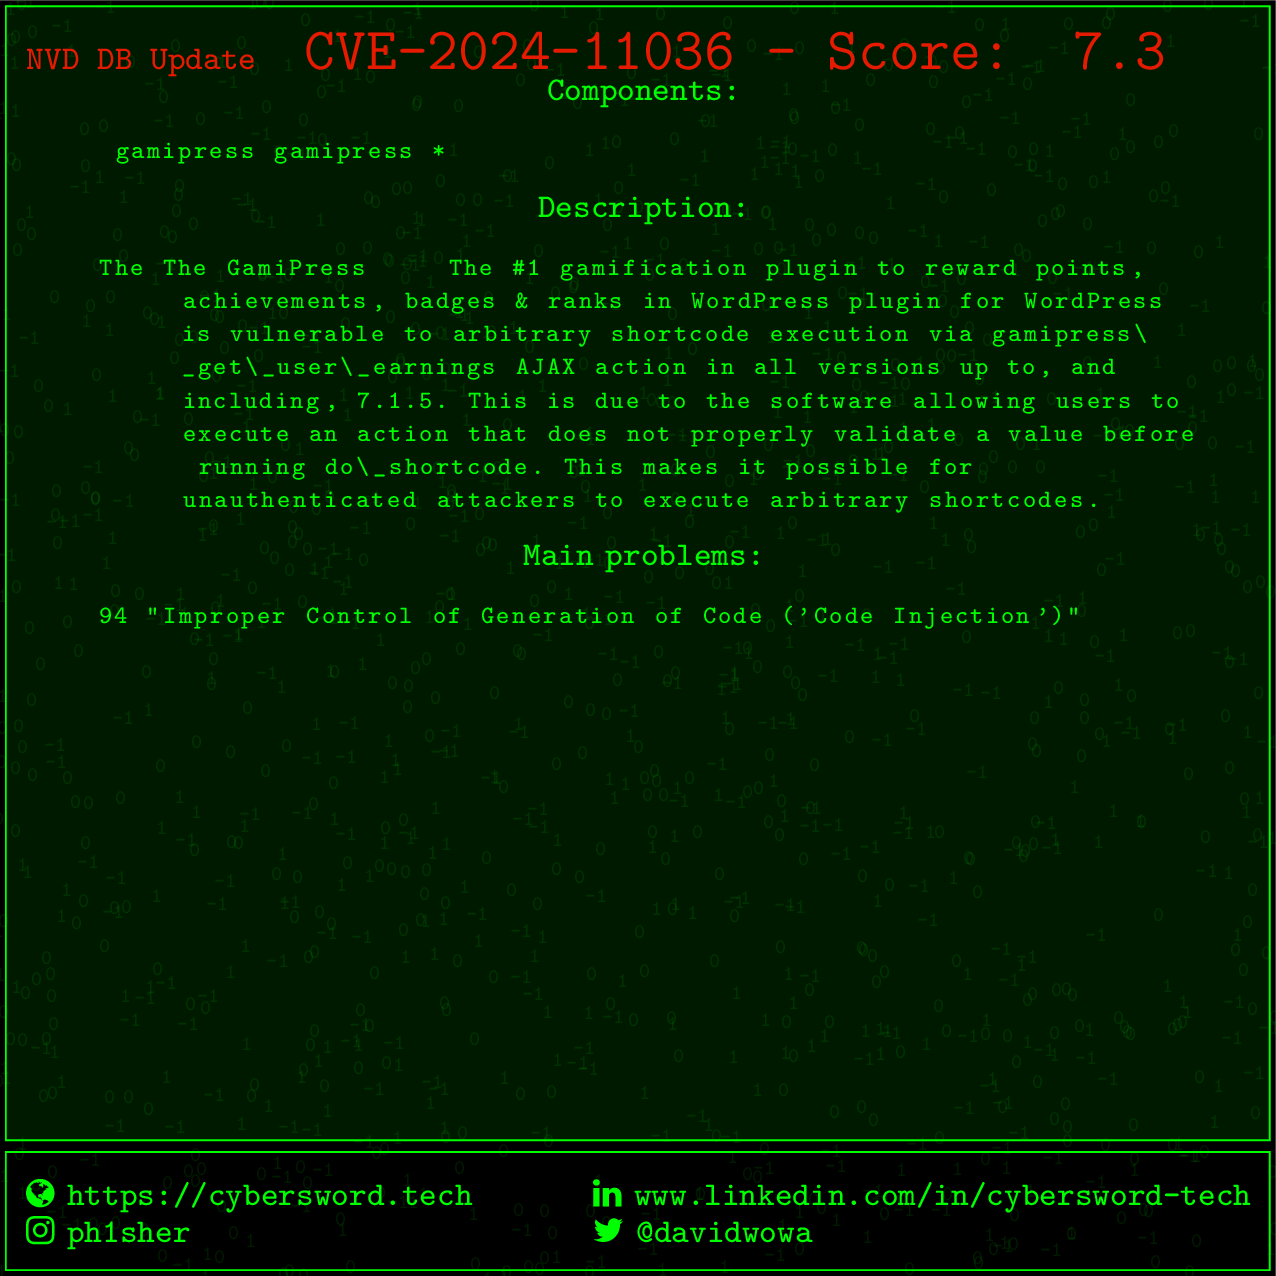 NVD DB Update CVE-2024-11036 - Score: 7.3
Components:
gamipress gamipress *
Description:
The The GamiPress The #1 gamification plugin to reward points,
achievements, badges & ranks in WordPress plugin for WordPress
is vulnerable to arbitrary shortcode execution via gamipress\
_get\_user\_earnings AJAX action in all versions up to, and
including, 7.1.5. This is due to the software allowing users to
execute an action that does not properly validate a value before
running do\_shortcode. This makes it possible for
unauthenticated attackers to execute arbitrary shortcodes.
Main problems:
94 "Improper Control of Generation of Code ('Code Injection')"
https://cybersword.tech www.linkedin.com/in/cybersword-tech
ph1sher @davidwowa